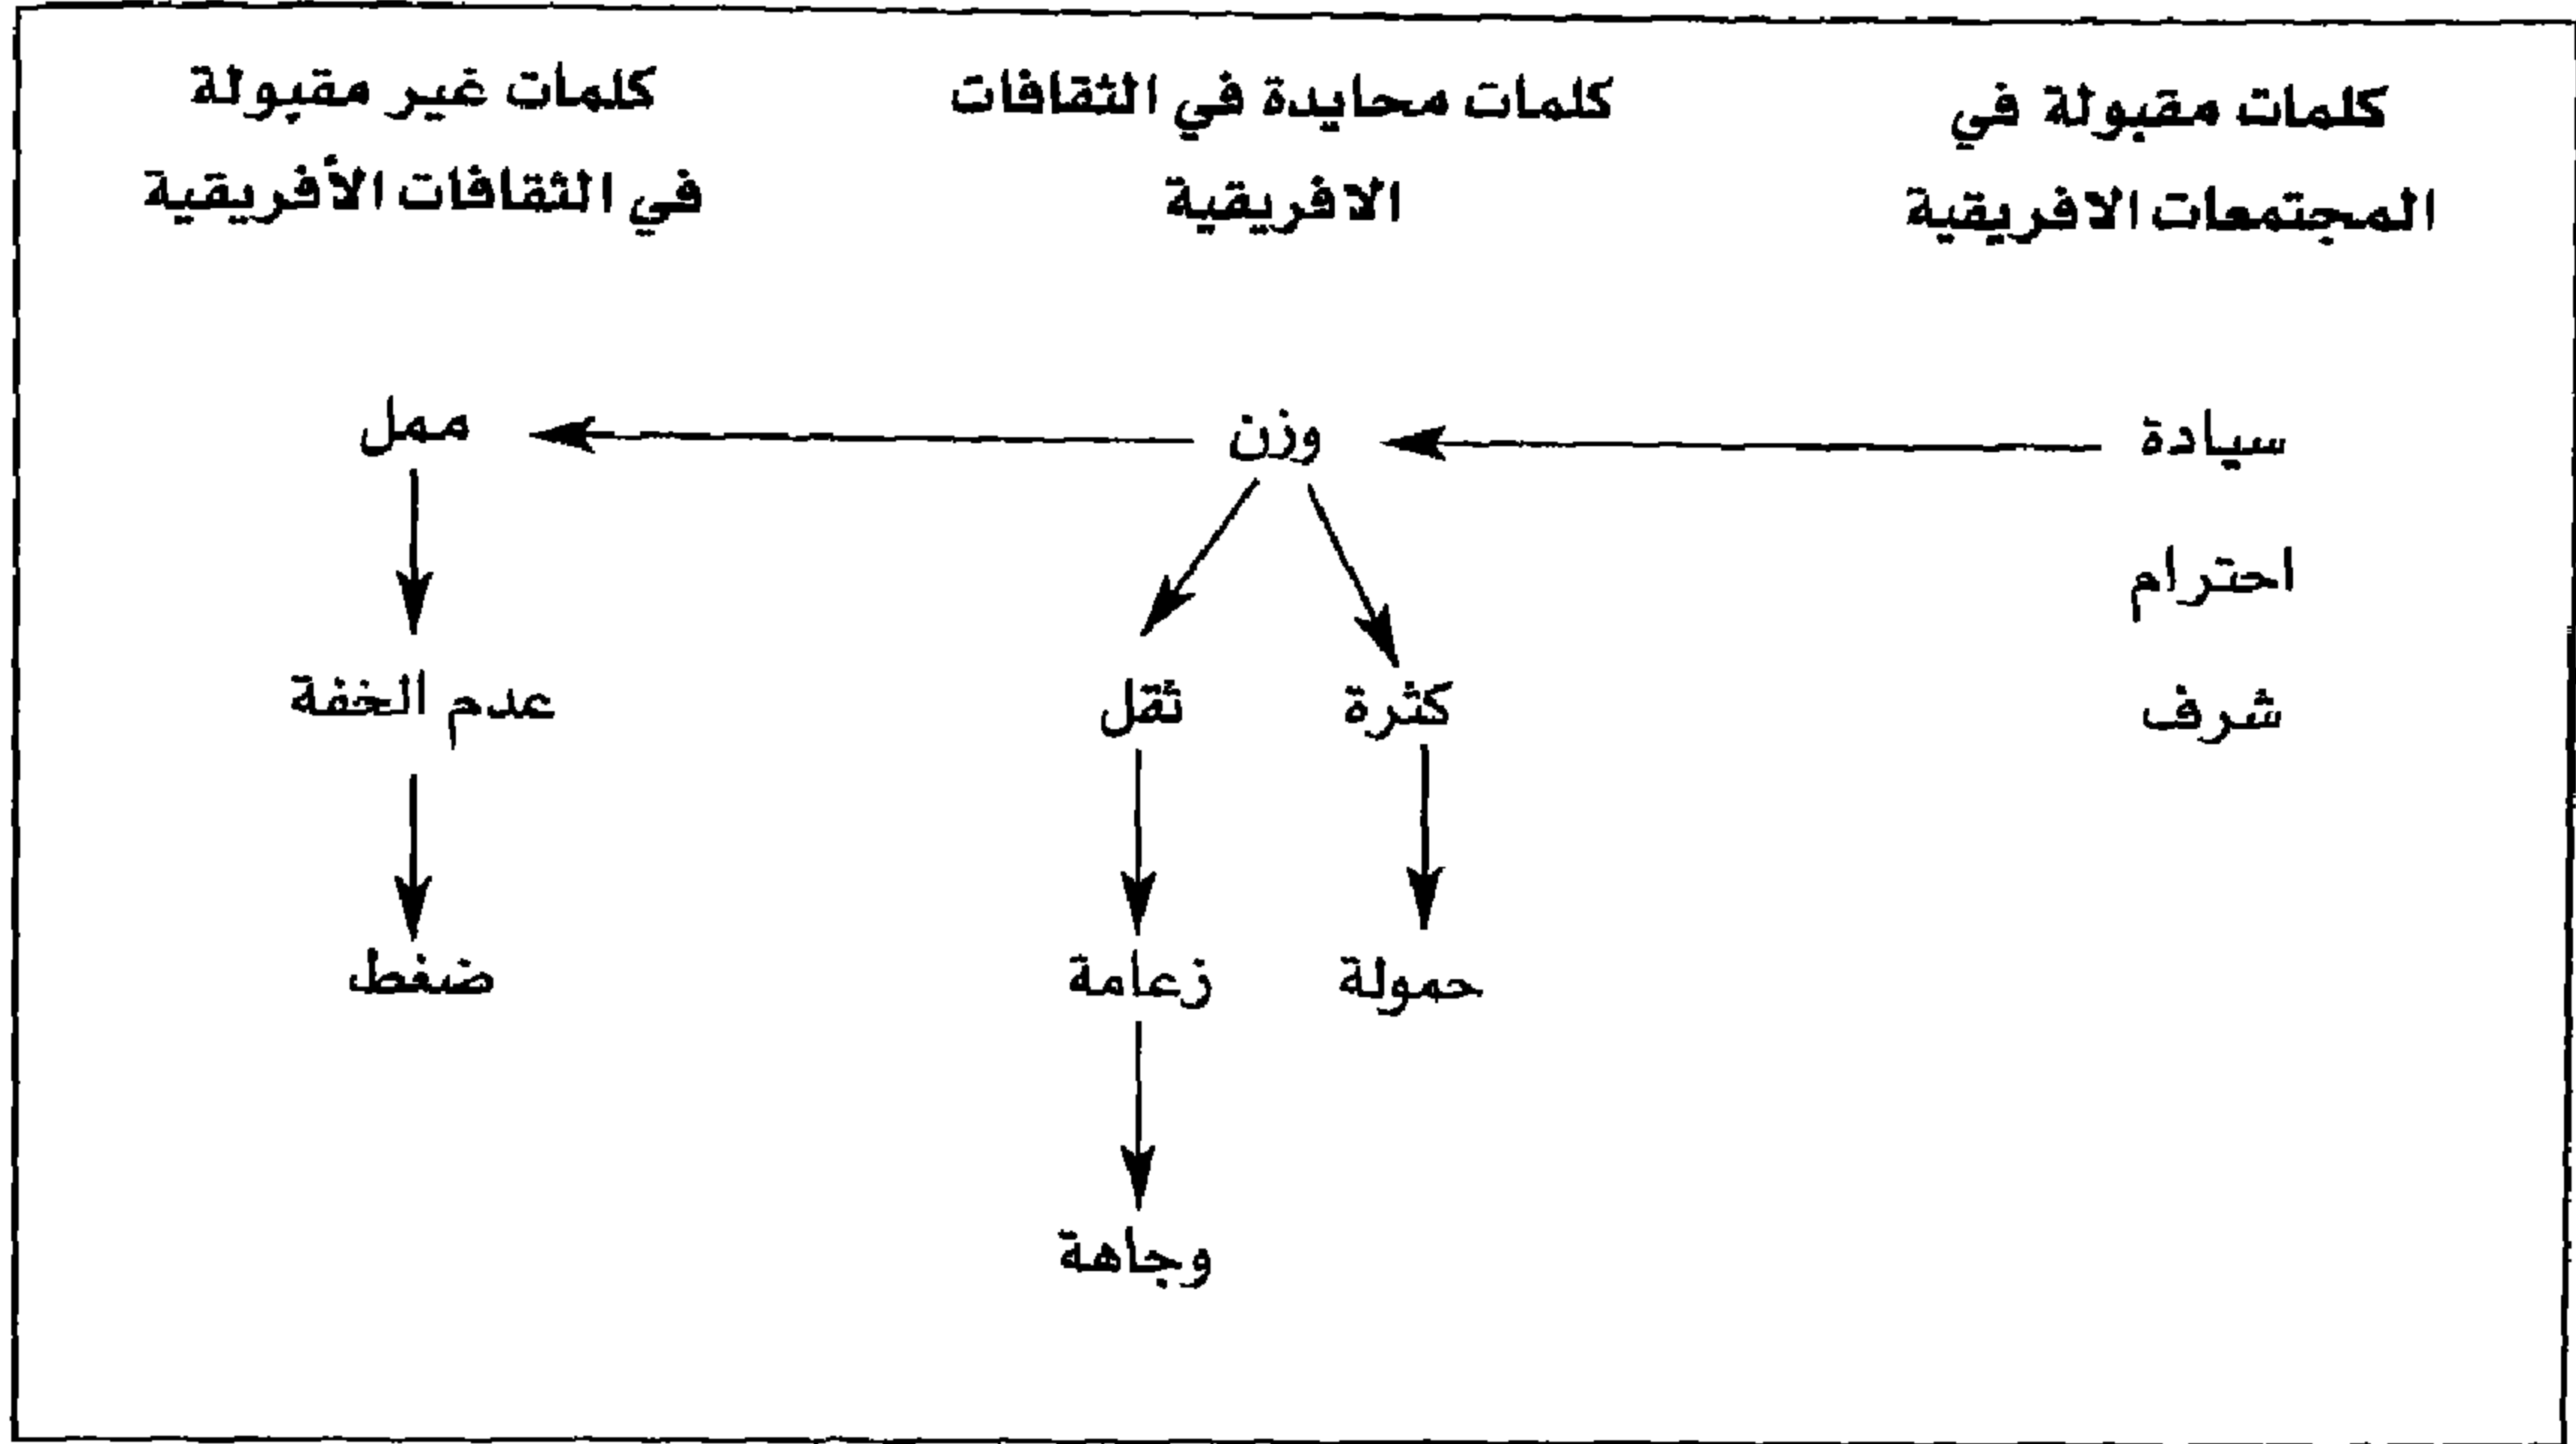 كلمات مقبولة في
المجتمعات الافريقية
كلمات محايدة في الثقافات
الافريقية
كلمات غير مقبولة
في الثقافات الأفريقية
سيادة
احترام
شرف
وزن
كثرة
حمولة
ثقل
زعامة
وجاهة
ممل
عدم الخفة
ضغط